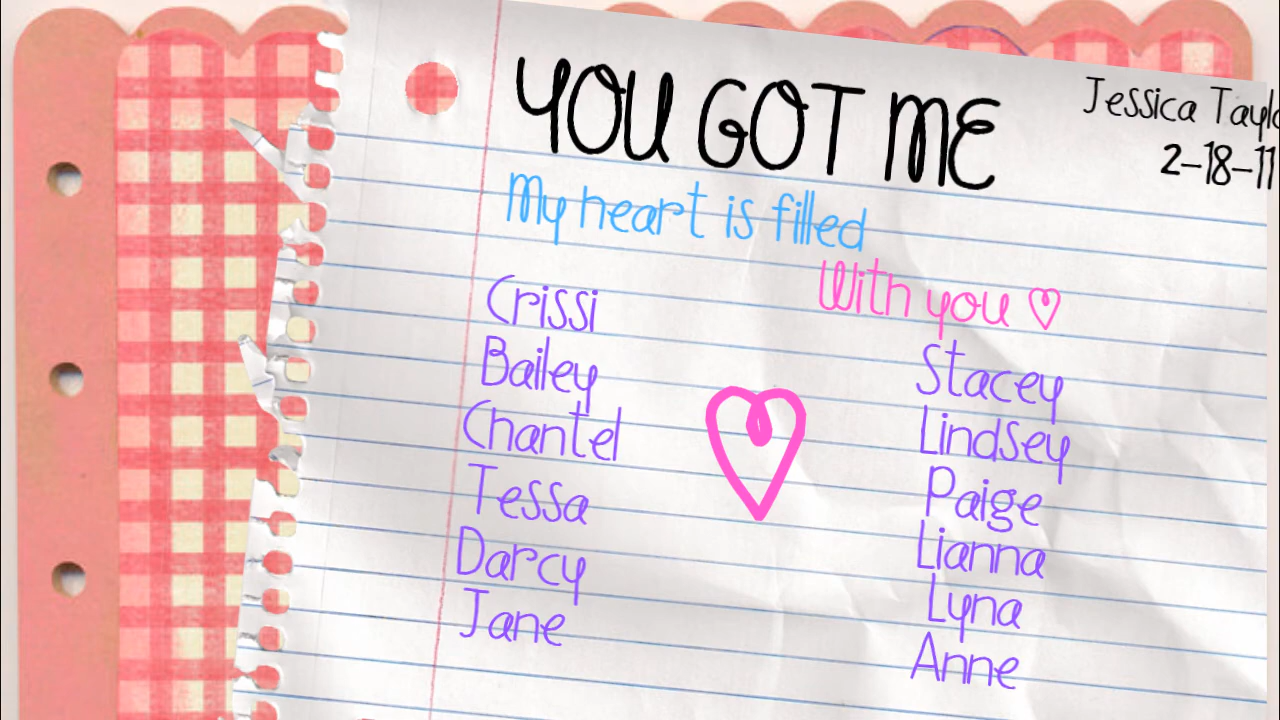 YOU GOT ME
Jessica Taylo
2-18-11
My heart is filled
With you ♡
Crissi
Bailey
Chantel
Tessa
Darcy
Jane
Stacey
Lindsey
Paige
Lianna
Lyna
Anne